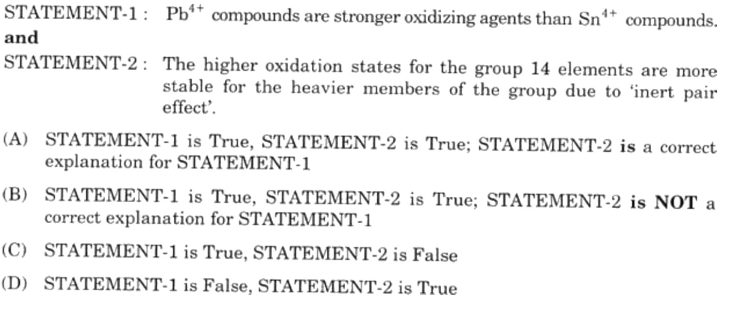 STATEMENT-1 : Pb⁴⁺ compounds are stronger oxidizing agents than Sn⁴⁺ compounds.
and
STATEMENT-2 : The higher oxidation states for the group 14 elements are more
stable for the heavier members of the group due to 'inert pair
effect'.
(A) STATEMENT-1 is True, STATEMENT-2 is True; STATEMENT-2 is a correct
explanation for STATEMENT-1
(B) STATEMENT-1 is True, STATEMENT-2 is True; STATEMENT-2 is NOT a
correct explanation for STATEMENT-1
(C) STATEMENT-1 is True, STATEMENT-2 is False
(D) STATEMENT-1 is False, STATEMENT-2 is True